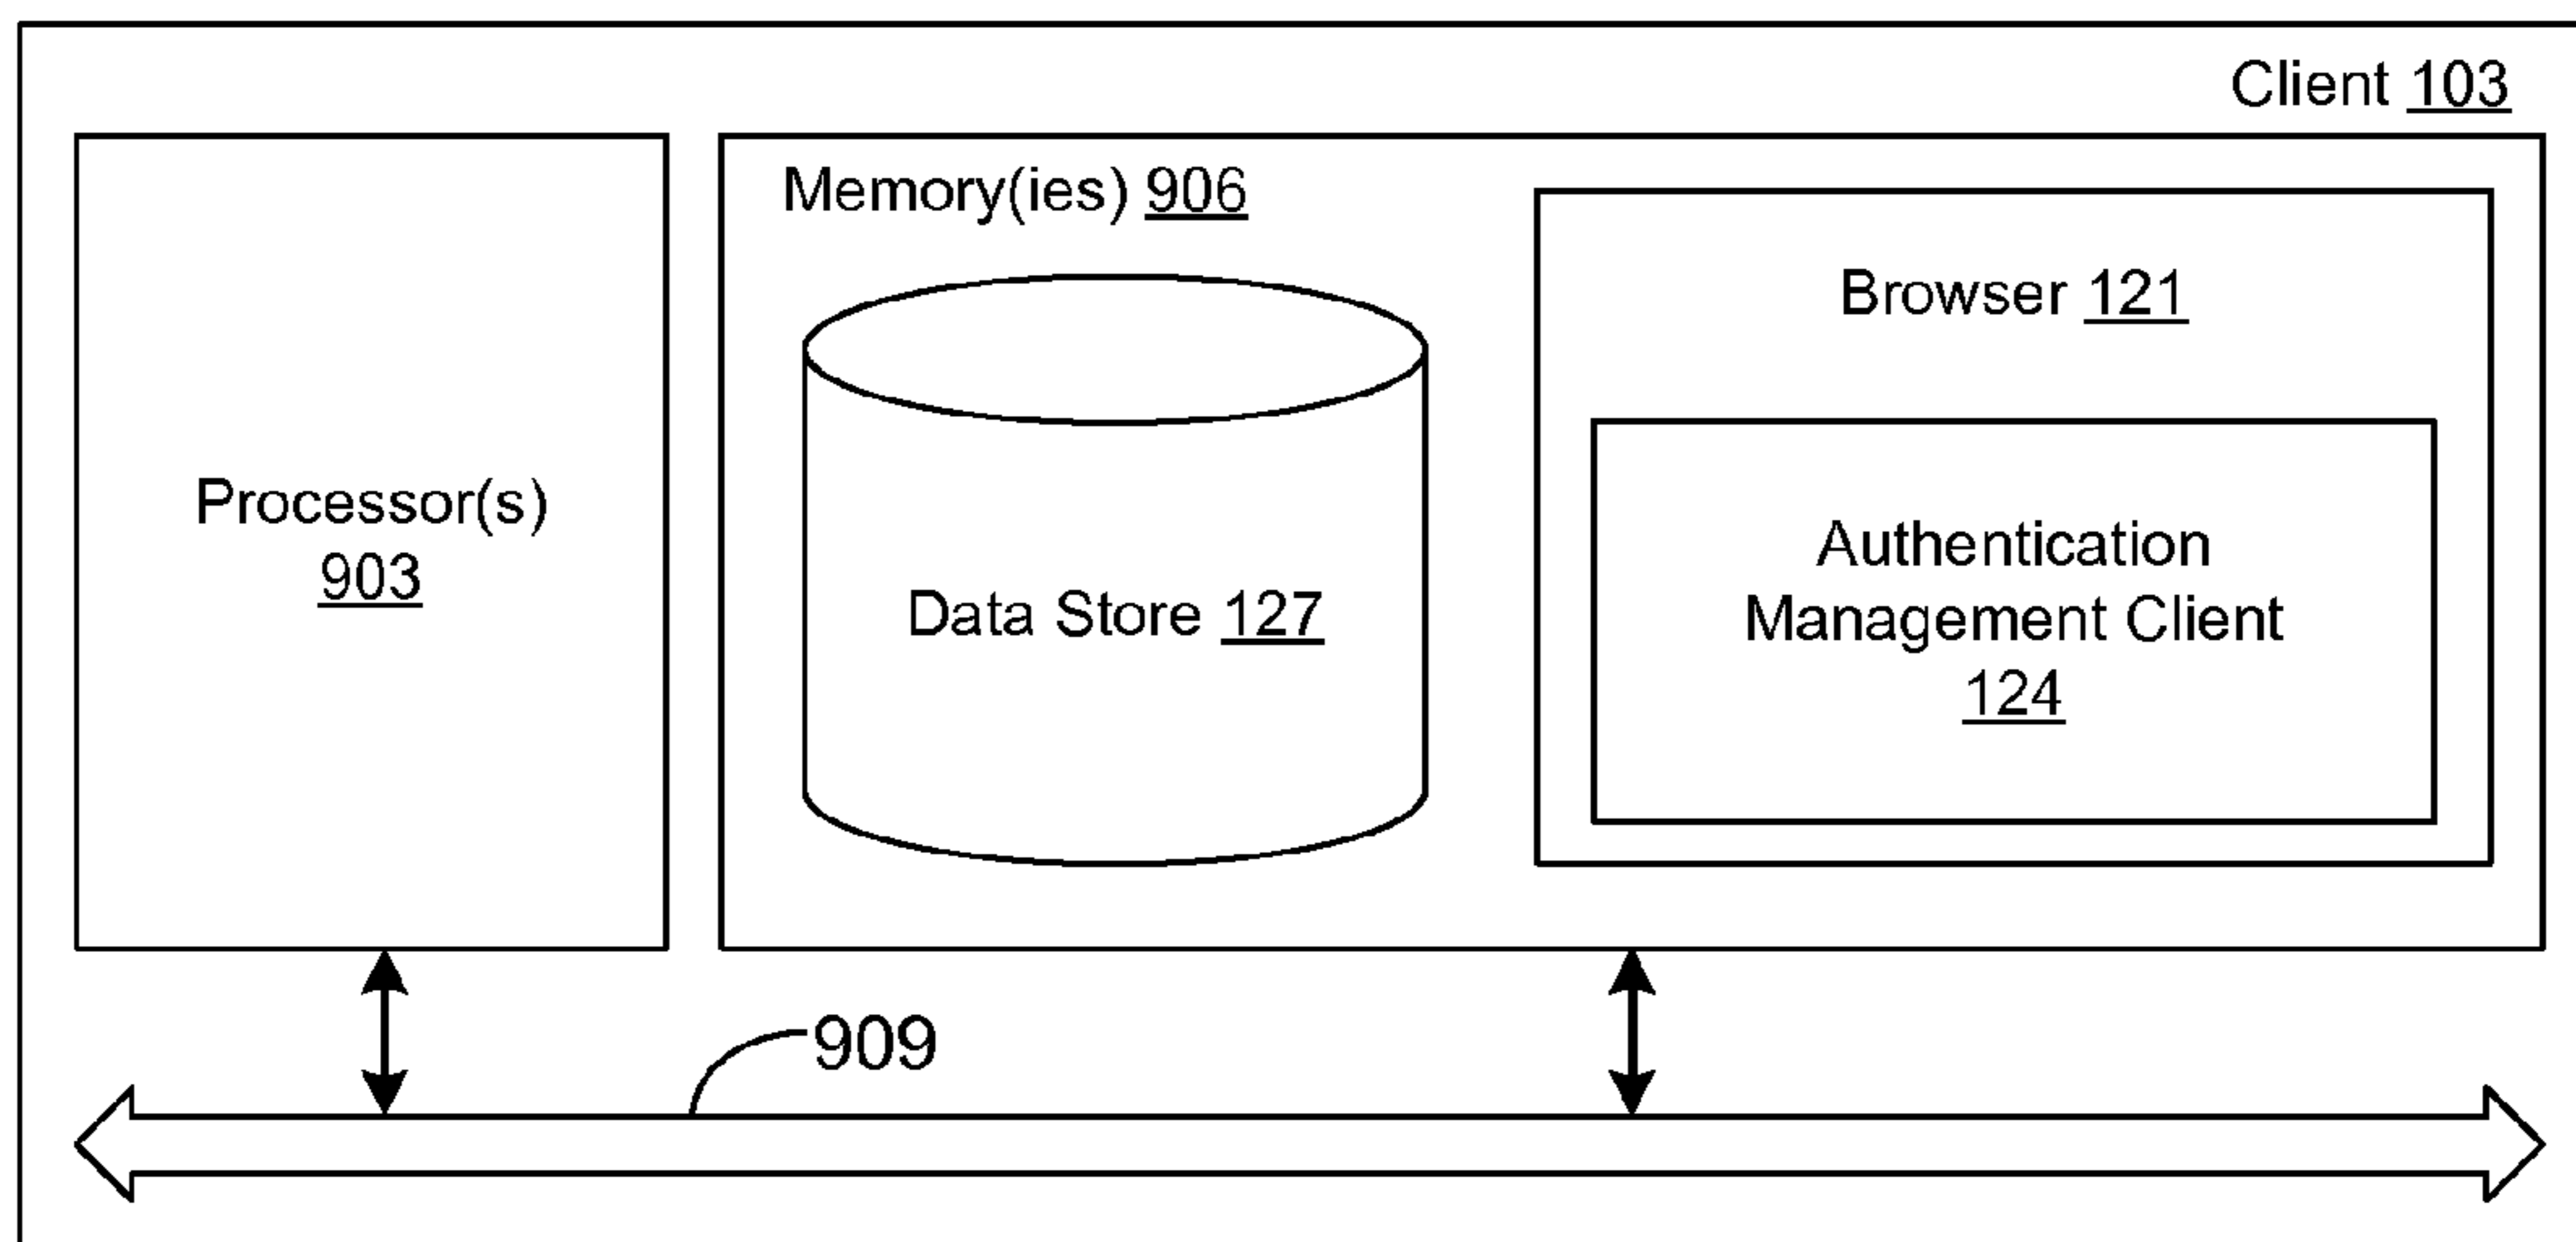 Client 103
Memory(ies) 906
Browser 121
Processor(s)
903
Data Store 127
Authentication
Management Client
124
909